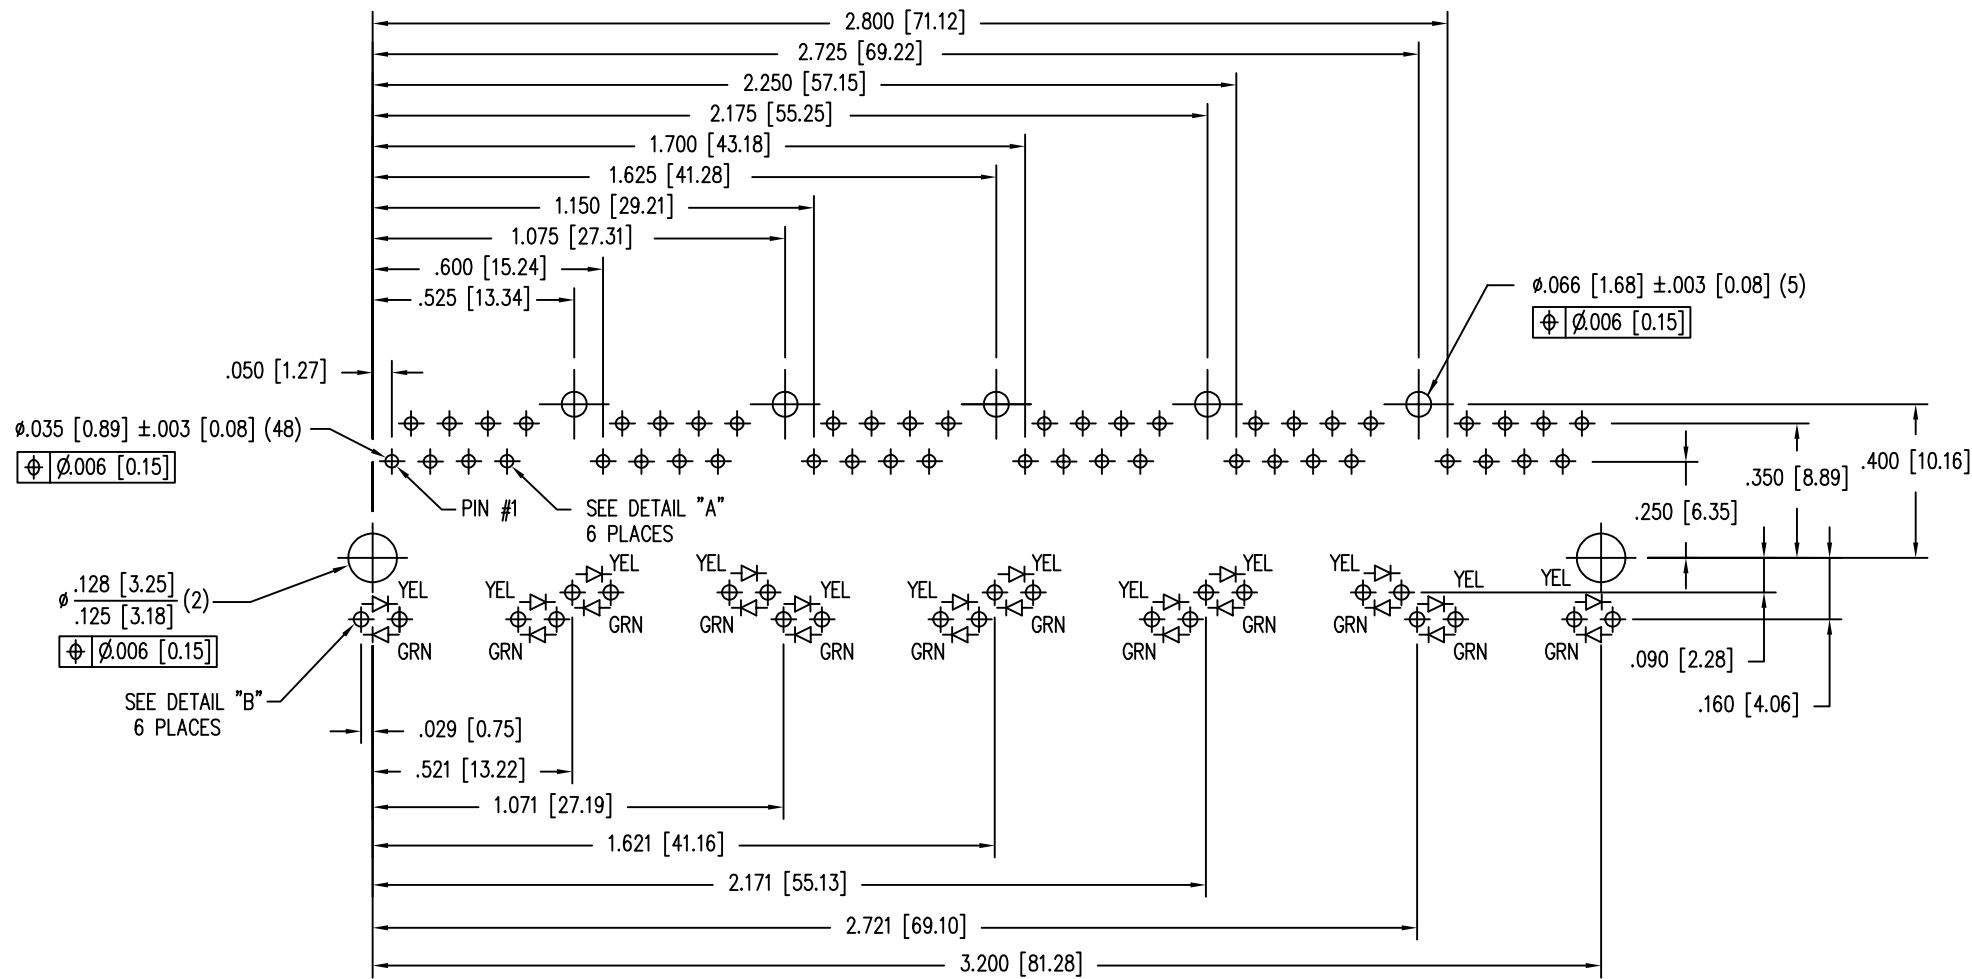 2.800 [71.12]
2.725 [69.22]
2.250 [57.15]
2.175 [55.25]
1.700 [43.18]
1.625 [41.28]
1.150 [29.21]
1.075 [27.31]
.600 [15.24]
.525 [13.34]
ø.066 [1.68] ±.003 [0.08] (5)
⌖ Ø.006 [0.15]
.050 [1.27]
ø.035 [0.89] ±.003 [0.08] (48)
⌖ Ø.006 [0.15]
PIN #1
SEE DETAIL "A"
6 PLACES
.400 [10.16]
.350 [8.89]
.250 [6.35]
ø .128 [3.25]
.125 [3.18] (2)
⌖ Ø.006 [0.15]
YEL YEL YEL YEL YEL YEL YEL YEL YEL YEL YEL YEL
GRN GRN GRN GRN GRN GRN GRN GRN GRN GRN GRN GRN
.090 [2.28]
.160 [4.06]
SEE DETAIL "B"
6 PLACES
.029 [0.75]
.521 [13.22]
1.071 [27.19]
1.621 [41.16]
2.171 [55.13]
2.721 [69.10]
3.200 [81.28]